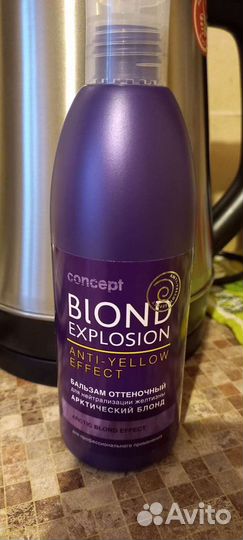 concept
BLOND
EXPLOSION
ANTI-YELLOW
EFFECT
БАЛЬЗАМ ОТТЕНОЧНЫЙ
для нейтрализации желтизны
АРКТИЧЕСКИЙ БЛОНД
ARCTIC BLOND EFFECT
для профессионального применения
Avito